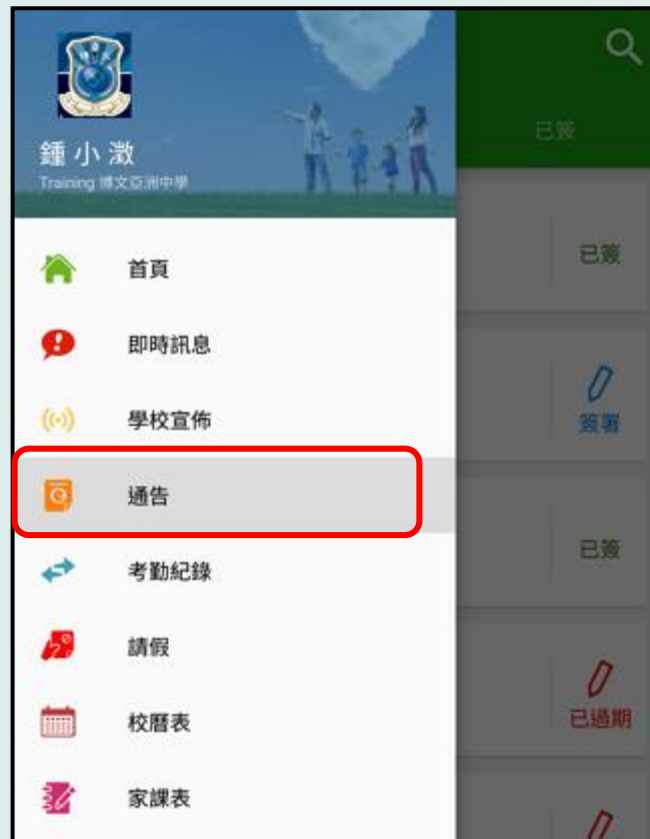 已簽
鍾小澂
Training 博文亞洲中學
首頁
已簽
即時訊息
簽署
學校宣佈
通告
已簽
考勤紀錄
請假
已過期
校曆表
家課表